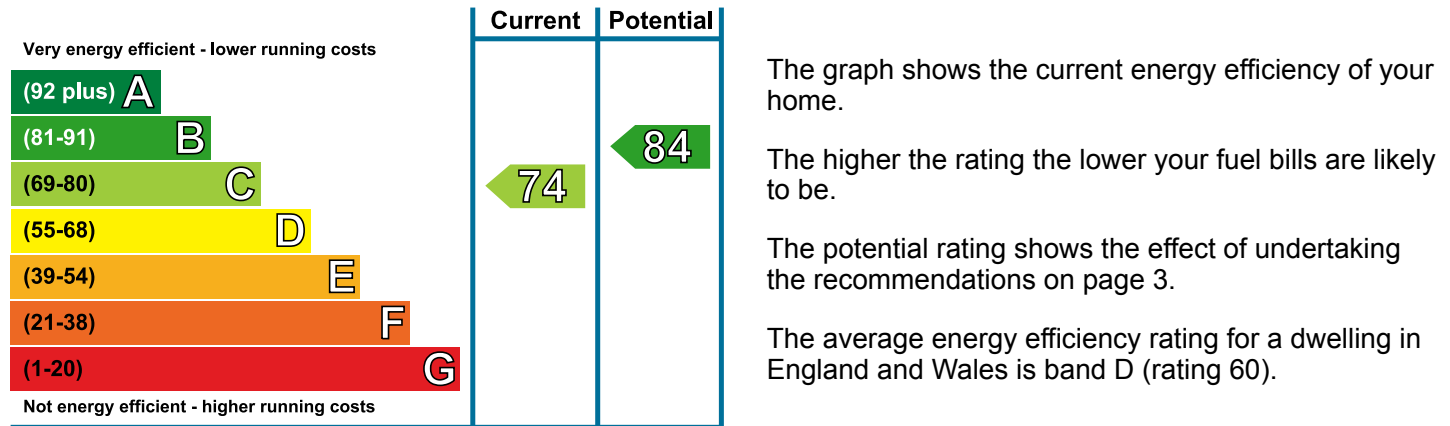 Current Potential
Very energy efficient - lower running costs
(92 plus) A
(81-91) B
84
(69-80) C
74
(55-68) D
(39-54) E
(21-38) F
(1-20) G
Not energy efficient - higher running costs
The graph shows the current energy efficiency of your
home.
The higher the rating the lower your fuel bills are likely
to be.
The potential rating shows the effect of undertaking
the recommendations on page 3.
The average energy efficiency rating for a dwelling in
England and Wales is band D (rating 60).